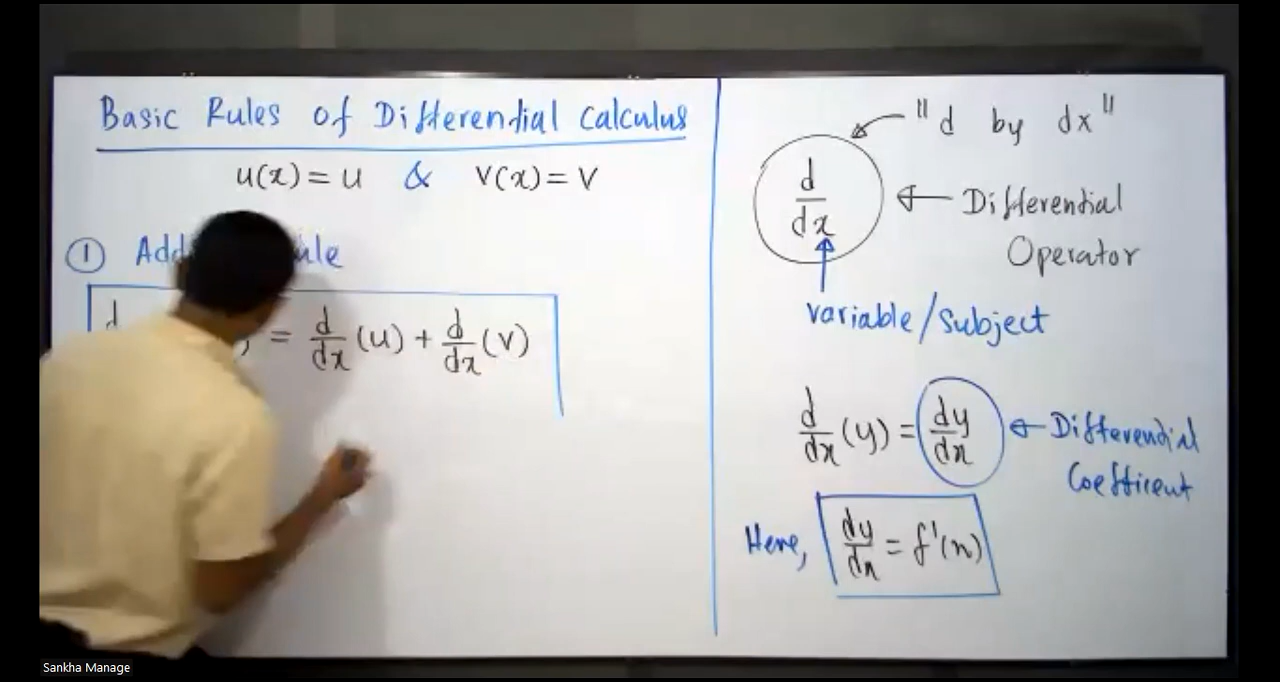 Basic Rules of Differential Calculus
u(x) = u & v(x) = v
①
d = d/dx (u) + d/dx (v)
"d by dx"
d/dx ← Differential
Operator
variable/Subject
d/dx (y) = dy/dx ← Differential
Coefficient
Here, dy/dx = f'(x)
Sankha Manage